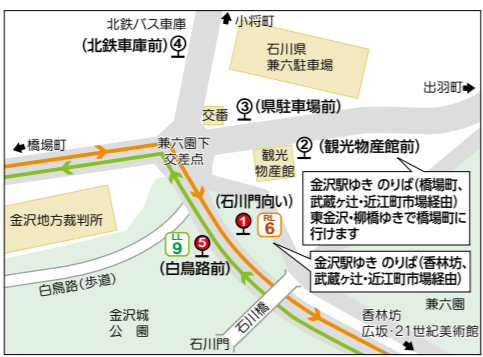 北鉄バス車庫
(北鉄車庫前)④
小将町
石川県
兼六駐車場
出羽町
交番
③(県駐車場前)
橋場町
兼六園下
交差点
観光
物産館
②(観光物産館前)
金沢駅ゆき のりば(橋場町、
武蔵ヶ辻・近江町市場経由)
東金沢・柳橋ゆきで橋場町に
行けます
金沢地方裁判所
(石川門向い)
① RL
6
LL
9
⑤
(白鳥路前)
金沢駅ゆき のりば(香林坊、
武蔵ヶ辻・近江町市場経由)
白鳥路(歩道)
金沢城
公園
石川橋
石川門
兼六園
香林坊
広坂・21世紀美術館